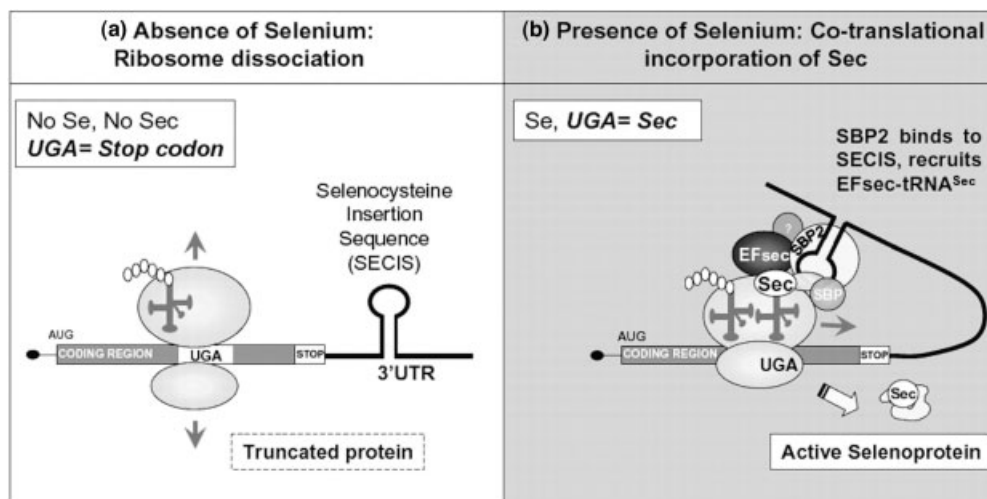 (a) Absence of Selenium:
Ribosome dissociation
No Se, No Sec
UGA= Stop codon
Selenocysteine
Insertion
Sequence
(SECIS)
AUG
CODING REGION
UGA
STOP
3'UTR
Truncated protein
(b) Presence of Selenium: Co-translational
incorporation of Sec
Se, UGA= Sec
SBP2 binds to
SECIS, recruits
EFsec-tRNASec
?
SBP2
EFsec
Sec
SBP
AUG
CODING REGION
UGA
STOP
Sec
Active Selenoprotein